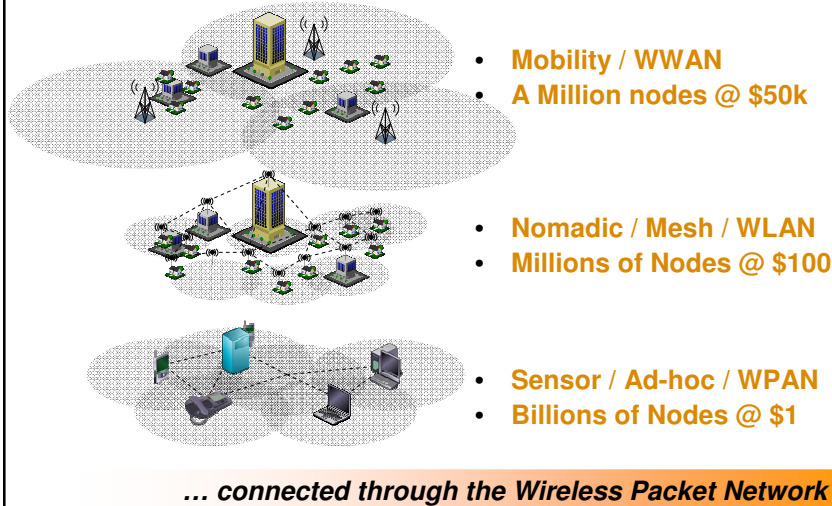 • Mobility / WWAN
• A Million nodes @ $50k
• Nomadic / Mesh / WLAN
• Millions of Nodes @ $100
• Sensor / Ad-hoc / WPAN
• Billions of Nodes @ $1
… connected through the Wireless Packet Network